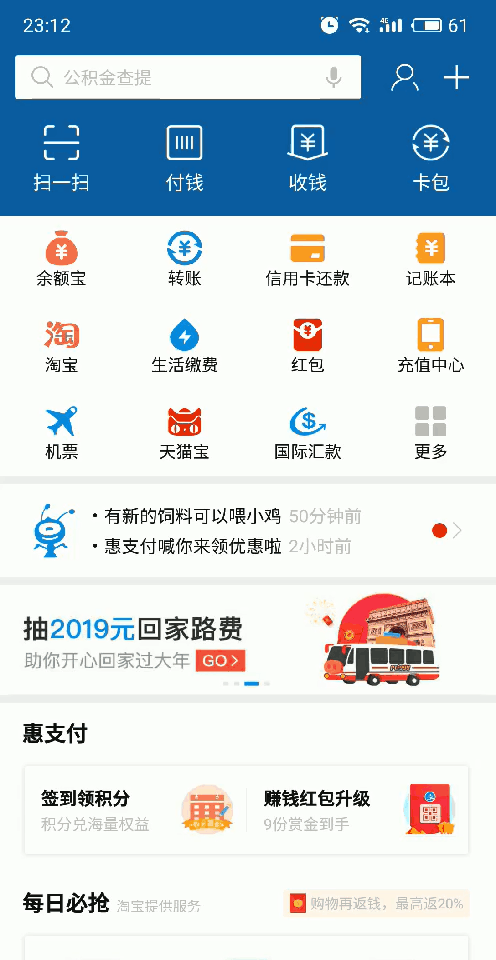 23:12
4G
61
公积金查提
扫一扫
付钱
收钱
卡包
余额宝
转账
信用卡还款
记账本
淘
淘宝
生活缴费
红包
充值中心
机票
天猫宝
国际汇款
更多
·有新的饲料可以喂小鸡 50分钟前
·惠支付喊你来领优惠啦 2小时前
抽2019元回家路费
助你开心回家过大年 GO>
惠支付
签到领积分
积分兑海量权益
赚钱红包升级
9份赏金到手
每日必抢 淘宝提供服务
购物再返钱，最高返20%